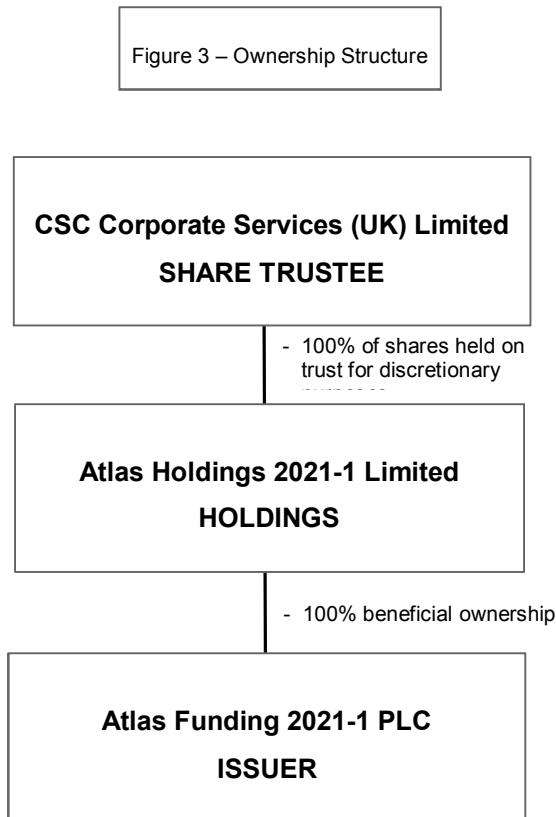 Figure 3 – Ownership Structure
CSC Corporate Services (UK) Limited
SHARE TRUSTEE
- 100% of shares held on
trust for discretionary
Atlas Holdings 2021-1 Limited
HOLDINGS
- 100% beneficial ownership
Atlas Funding 2021-1 PLC
ISSUER